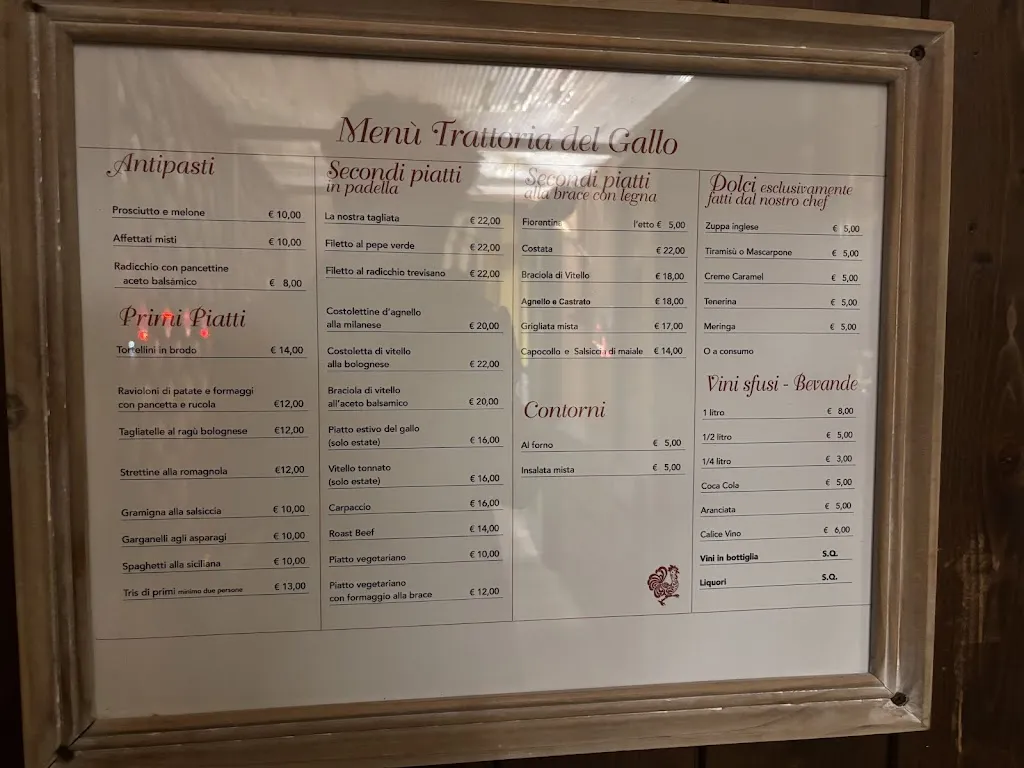 Menù Trattoria del Gallo
Antipasti
Prosciutto e melone € 10,00
Affettati misti € 10,00
Radicchio con pancettine
aceto balsamico € 8,00
Primi Piatti
Tortellini in brodo € 14,00
Ravioloni di patate e formaggi
con pancetta e rucola €12,00
Tagliatelle al ragù bolognese €12,00
Strettine alla romagnola €12,00
Gramigna alla salsiccia € 10,00
Garganelli agli asparagi € 10,00
Spaghetti alla siciliana € 10,00
Tris di primi minimo due persone € 13,00
Secondi piatti
in padella
La nostra tagliata € 22,00
Filetto al pepe verde € 22,00
Filetto al radicchio trevisano € 22,00
Costolettine d'agnello
alla milanese € 20,00
Costoletta di vitello
alla bolognese € 22,00
Braciola di vitello
all'aceto balsamico € 20,00
Piatto estivo del gallo
(solo estate) € 16,00
Vitello tonnato
(solo estate) € 16,00
Carpaccio € 16,00
Roast Beef € 14,00
Piatto vegetariano € 10,00
Piatto vegetariano
con formaggio alla brace € 12,00
Secondi piatti
alla brace con legna
Fiorentina l'etto € 5,00
Costata € 22,00
Braciola di Vitello € 18,00
Agnello e Castrato € 18,00
Grigliata mista € 17,00
Capocollo e Salsiccia di maiale € 14,00
Contorni
Al forno € 5,00
Insalata mista € 5,00
Dolci esclusivamente
fatti dal nostro chef
Zuppa inglese € 5,00
Tiramisù o Mascarpone € 5,00
Creme Caramel € 5,00
Tenerina € 5,00
Meringa € 5,00
O a consumo
Vini sfusi - Bevande
1 litro € 8,00
1/2 litro € 5,00
1/4 litro € 3,00
Coca Cola € 5,00
Aranciata € 5,00
Calice Vino € 6,00
Vini in bottiglia S.Q.
Liquori S.Q.